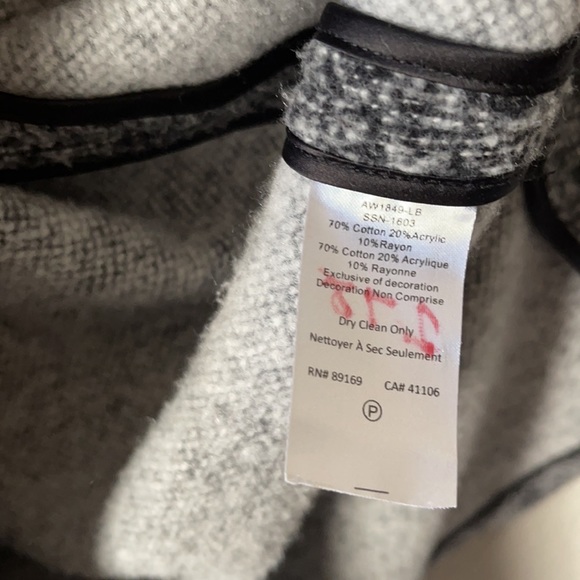 AW1849-LB
SSN-1603
70% Cotton 20%Acrylic
10%Rayon
70% Cotton 20% Acrylique
10% Rayonne
Exclusive of decoration
Décoration Non Comprise
Dry Clean Only
Nettoyer À Sec Seulement
RN# 89169 CA# 41106
P